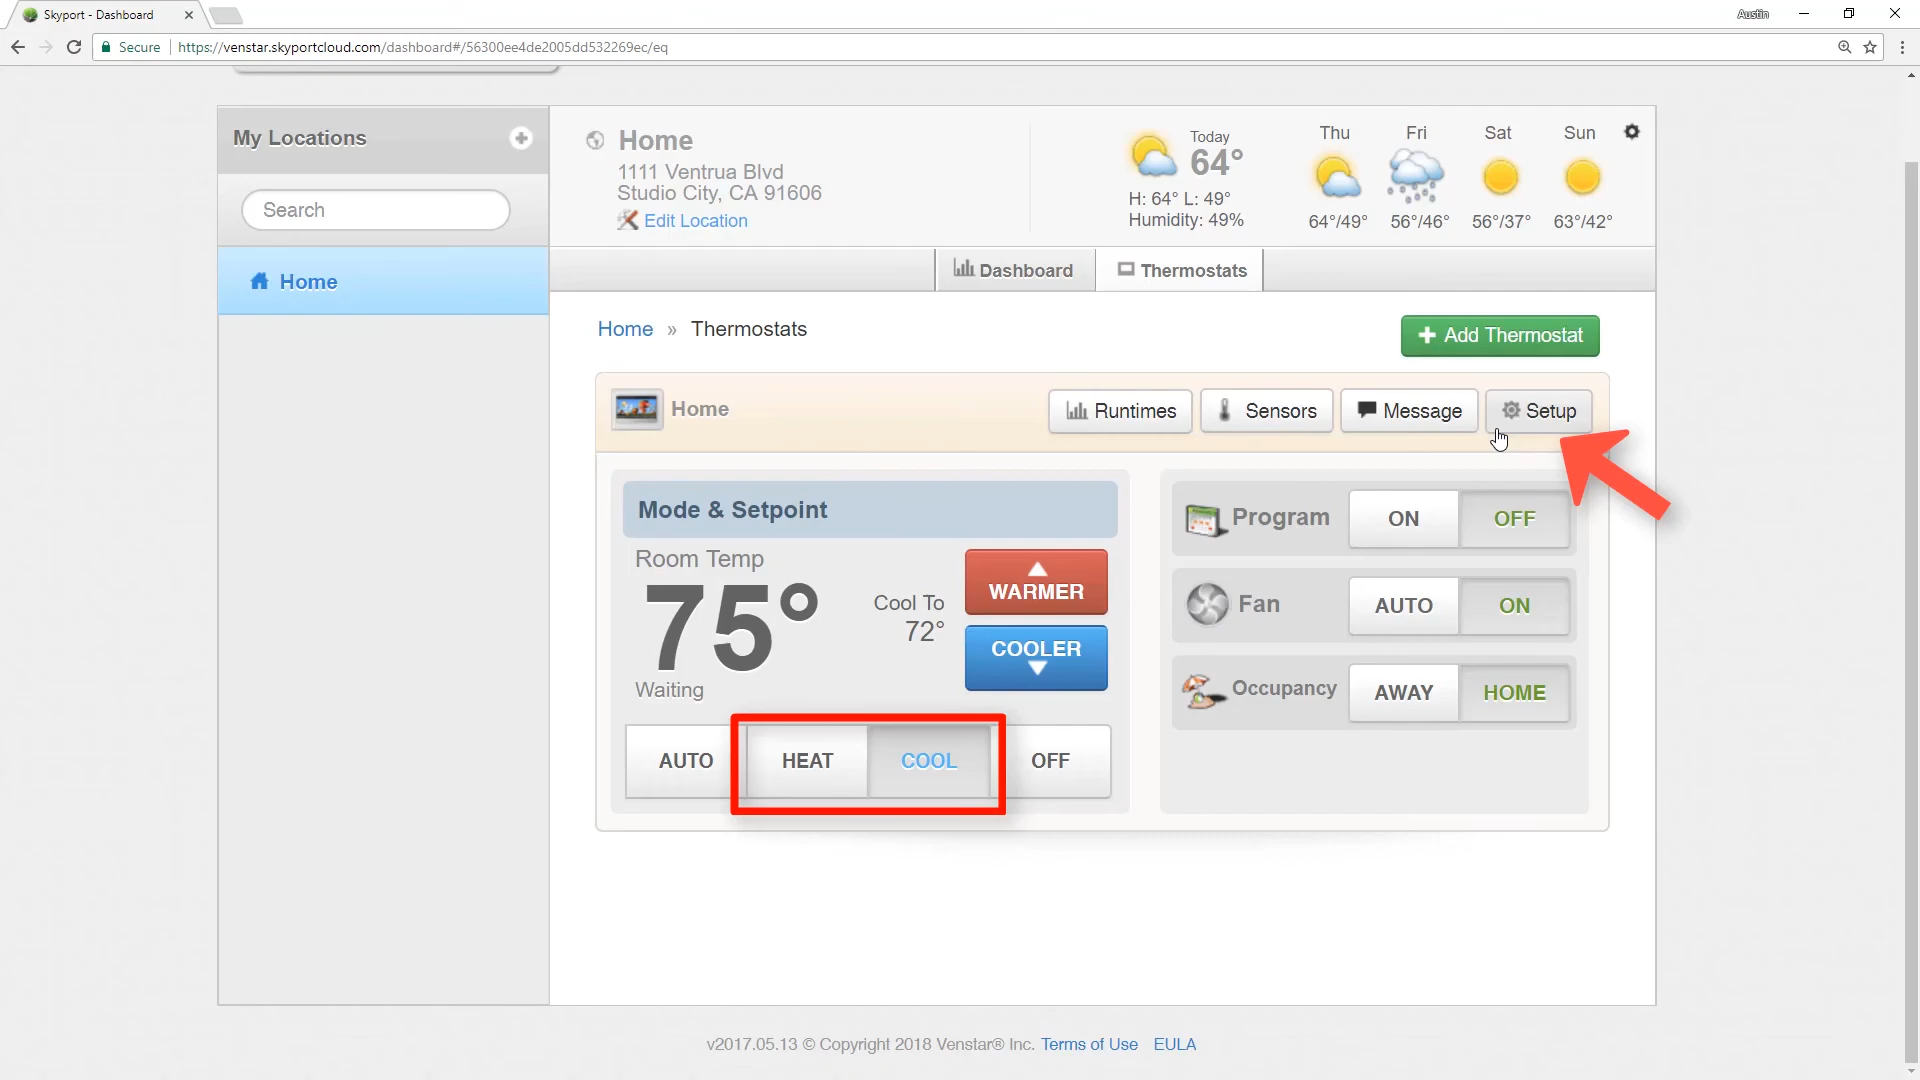 Skyport - Dashboard
Austin
Secure
https://venstar.skyportcloud.com/dashboard#/56300ee4de2005dd532269ec/eq
My Locations
Search
Home
Home
1111 Ventrua Blvd
Studio City, CA 91606
Edit Location
Today
64°
H: 64° L: 49°
Humidity: 49%
Thu
64°/49°
Fri
56°/46°
Sat
56°/37°
Sun
63°/42°
Dashboard
Thermostats
Home » Thermostats
Add Thermostat
Home
Runtimes
Sensors
Message
Setup
Mode & Setpoint
Room Temp
75°
Waiting
Cool To
72°
WARMER
COOLER
AUTO
HEAT
COOL
OFF
Program
ON
OFF
Fan
AUTO
ON
Occupancy
AWAY
HOME
v2017.05.13 © Copyright 2018 Venstar® Inc. Terms of Use EULA